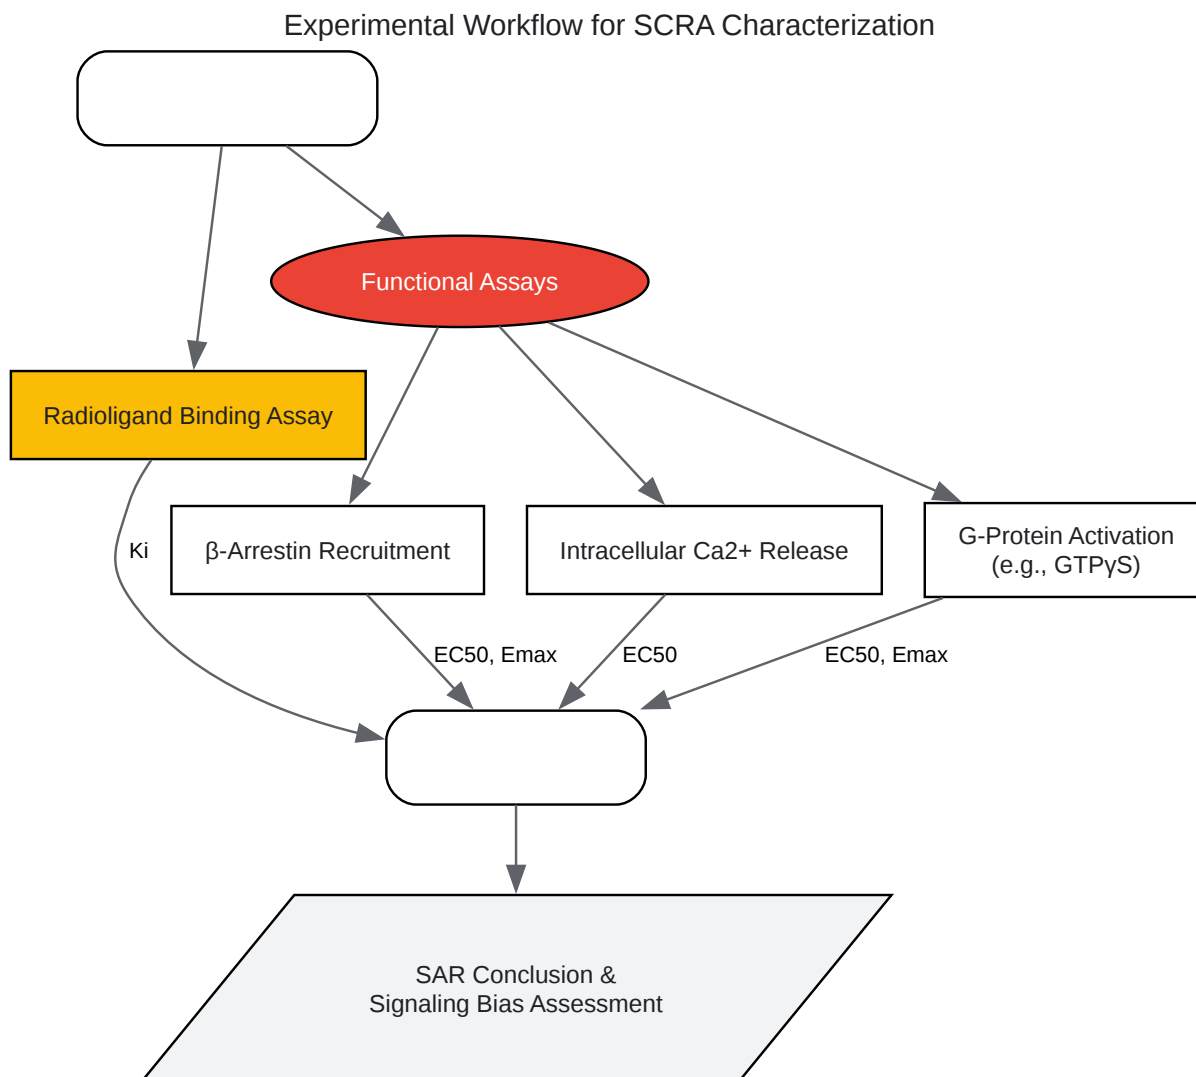 Experimental Workflow for SCRA Characterization
Functional Assays
Radioligand Binding Assay
Ki
β-Arrestin Recruitment
Intracellular Ca2+ Release
G-Protein Activation
(e.g., GTPγS)
EC50, Emax
EC50
EC50, Emax
SAR Conclusion &
Signaling Bias Assessment